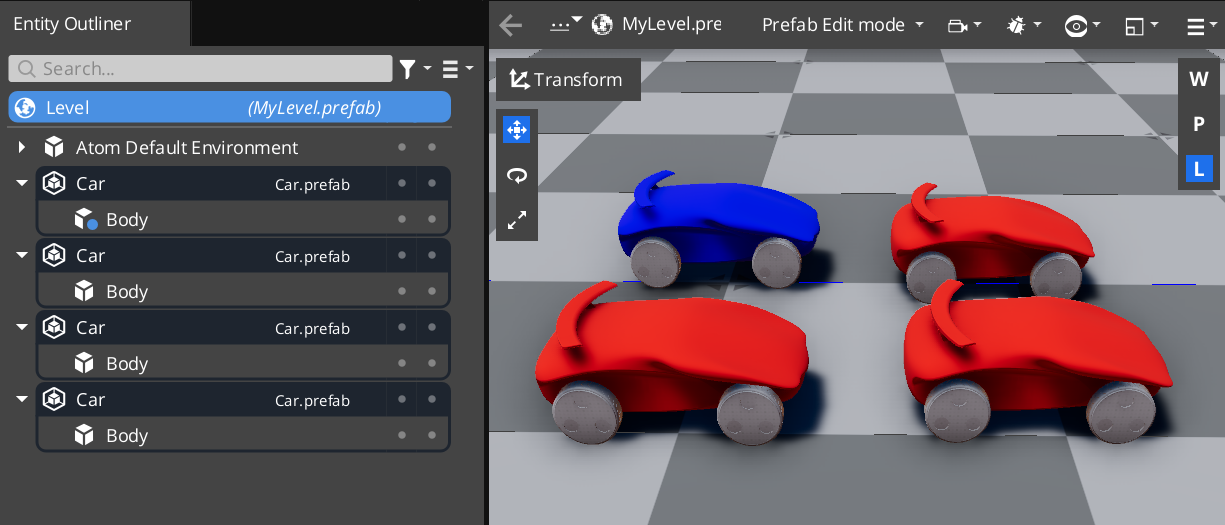 Entity Outliner
Search...
Level (MyLevel.prefab)
Atom Default Environment
Car Car.prefab
Body
Car Car.prefab
Body
Car Car.prefab
Body
Car Car.prefab
Body
MyLevel.pre
Prefab Edit mode
Transform
W
P
L